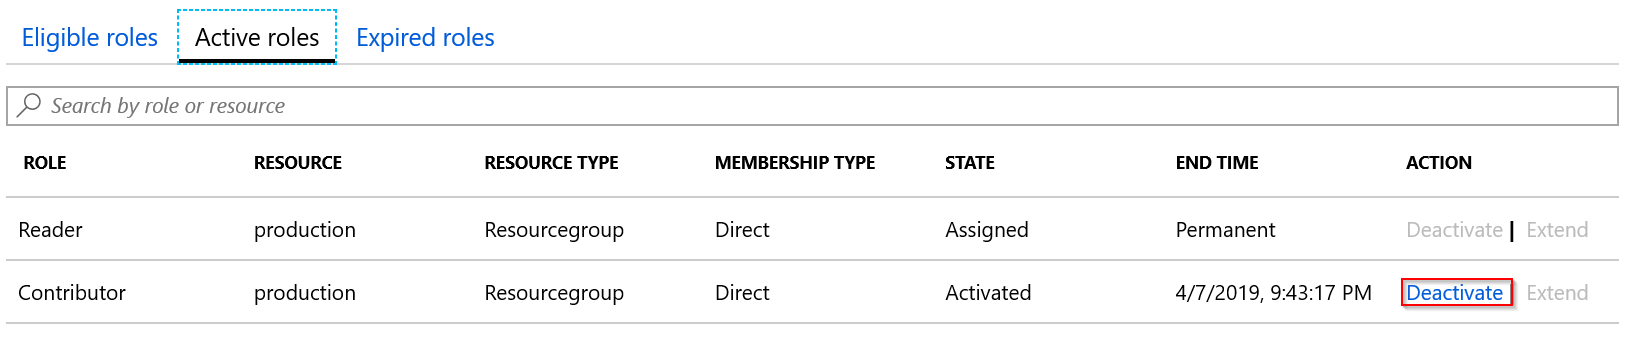 Eligible roles Active roles Expired roles
Search by role or resource
ROLE RESOURCE RESOURCE TYPE MEMBERSHIP TYPE STATE END TIME ACTION
Reader production Resourcegroup Direct Assigned Permanent Deactivate | Extend
Contributor production Resourcegroup Direct Activated 4/7/2019, 9:43:17 PM Deactivate | Extend